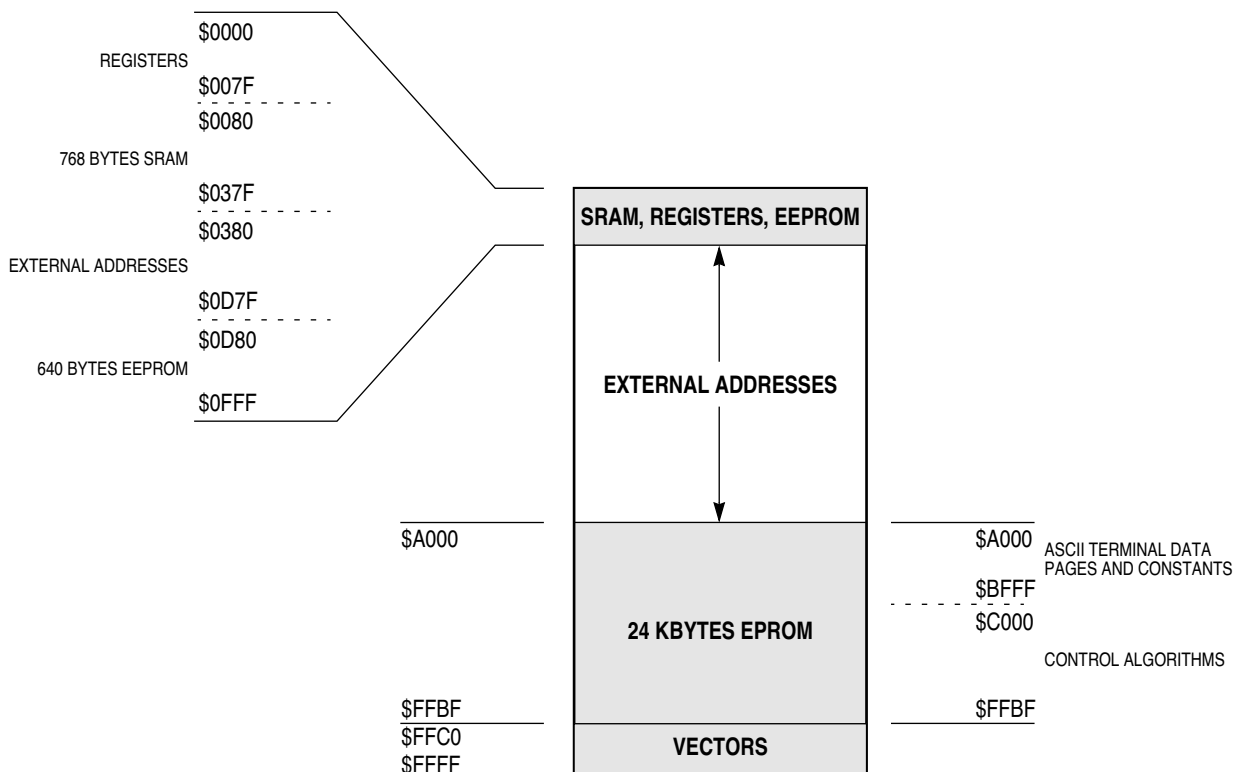 $0000
REGISTERS
$007F
$0080
768 BYTES SRAM
$037F
$0380
EXTERNAL ADDRESSES
$0D7F
$0D80
640 BYTES EEPROM
$0FFF
SRAM, REGISTERS, EEPROM
EXTERNAL ADDRESSES
$A000
24 KBYTES EPROM
$FFBF
$FFC0
$FFFF
VECTORS
$A000
ASCII TERMINAL DATA
PAGES AND CONSTANTS
$BFFF
$C000
CONTROL ALGORITHMS
$FFBF